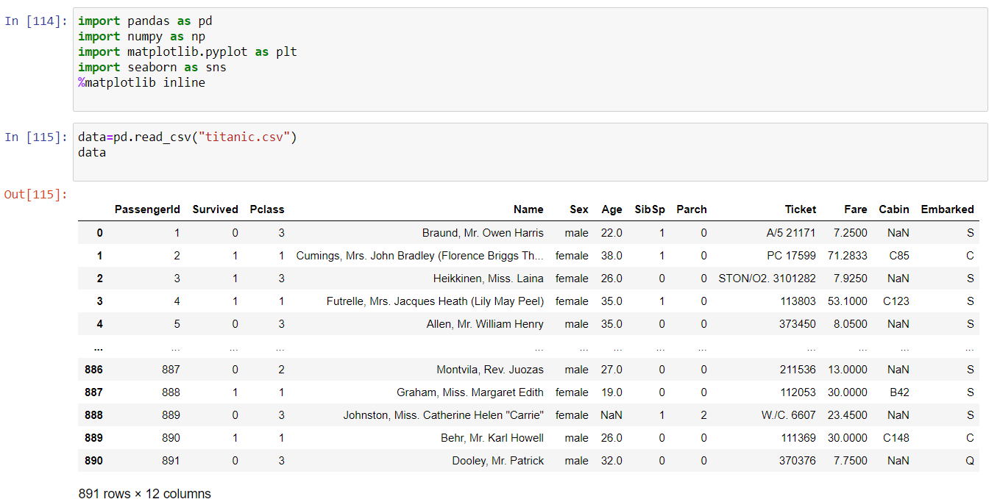 In [114]: import pandas as pd
import numpy as np
import matplotlib.pyplot as plt
import seaborn as sns
%matplotlib inline
In [115]: data=pd.read_csv("titanic.csv")
data
Out[115]:
PassengerId Survived Pclass Name Sex Age SibSp Parch Ticket Fare Cabin Embarked
0 1 0 3 Braund, Mr. Owen Harris male 22.0 1 0 A/5 21171 7.2500 NaN S
1 2 1 1 Cumings, Mrs. John Bradley (Florence Briggs Th... female 38.0 1 0 PC 17599 71.2833 C85 C
2 3 1 3 Heikkinen, Miss. Laina female 26.0 0 0 STON/O2. 3101282 7.9250 NaN S
3 4 1 1 Futrelle, Mrs. Jacques Heath (Lily May Peel) female 35.0 1 0 113803 53.1000 C123 S
4 5 0 3 Allen, Mr. William Henry male 35.0 0 0 373450 8.0500 NaN S
... ... ... ... ... ... ... ... ... ... ... ... ...
886 887 0 2 Montvila, Rev. Juozas male 27.0 0 0 211536 13.0000 NaN S
887 888 1 1 Graham, Miss. Margaret Edith female 19.0 0 0 112053 30.0000 B42 S
888 889 0 3 Johnston, Miss. Catherine Helen "Carrie" female NaN 1 2 W./C. 6607 23.4500 NaN S
889 890 1 1 Behr, Mr. Karl Howell male 26.0 0 0 111369 30.0000 C148 C
890 891 0 3 Dooley, Mr. Patrick male 32.0 0 0 370376 7.7500 NaN Q
891 rows × 12 columns